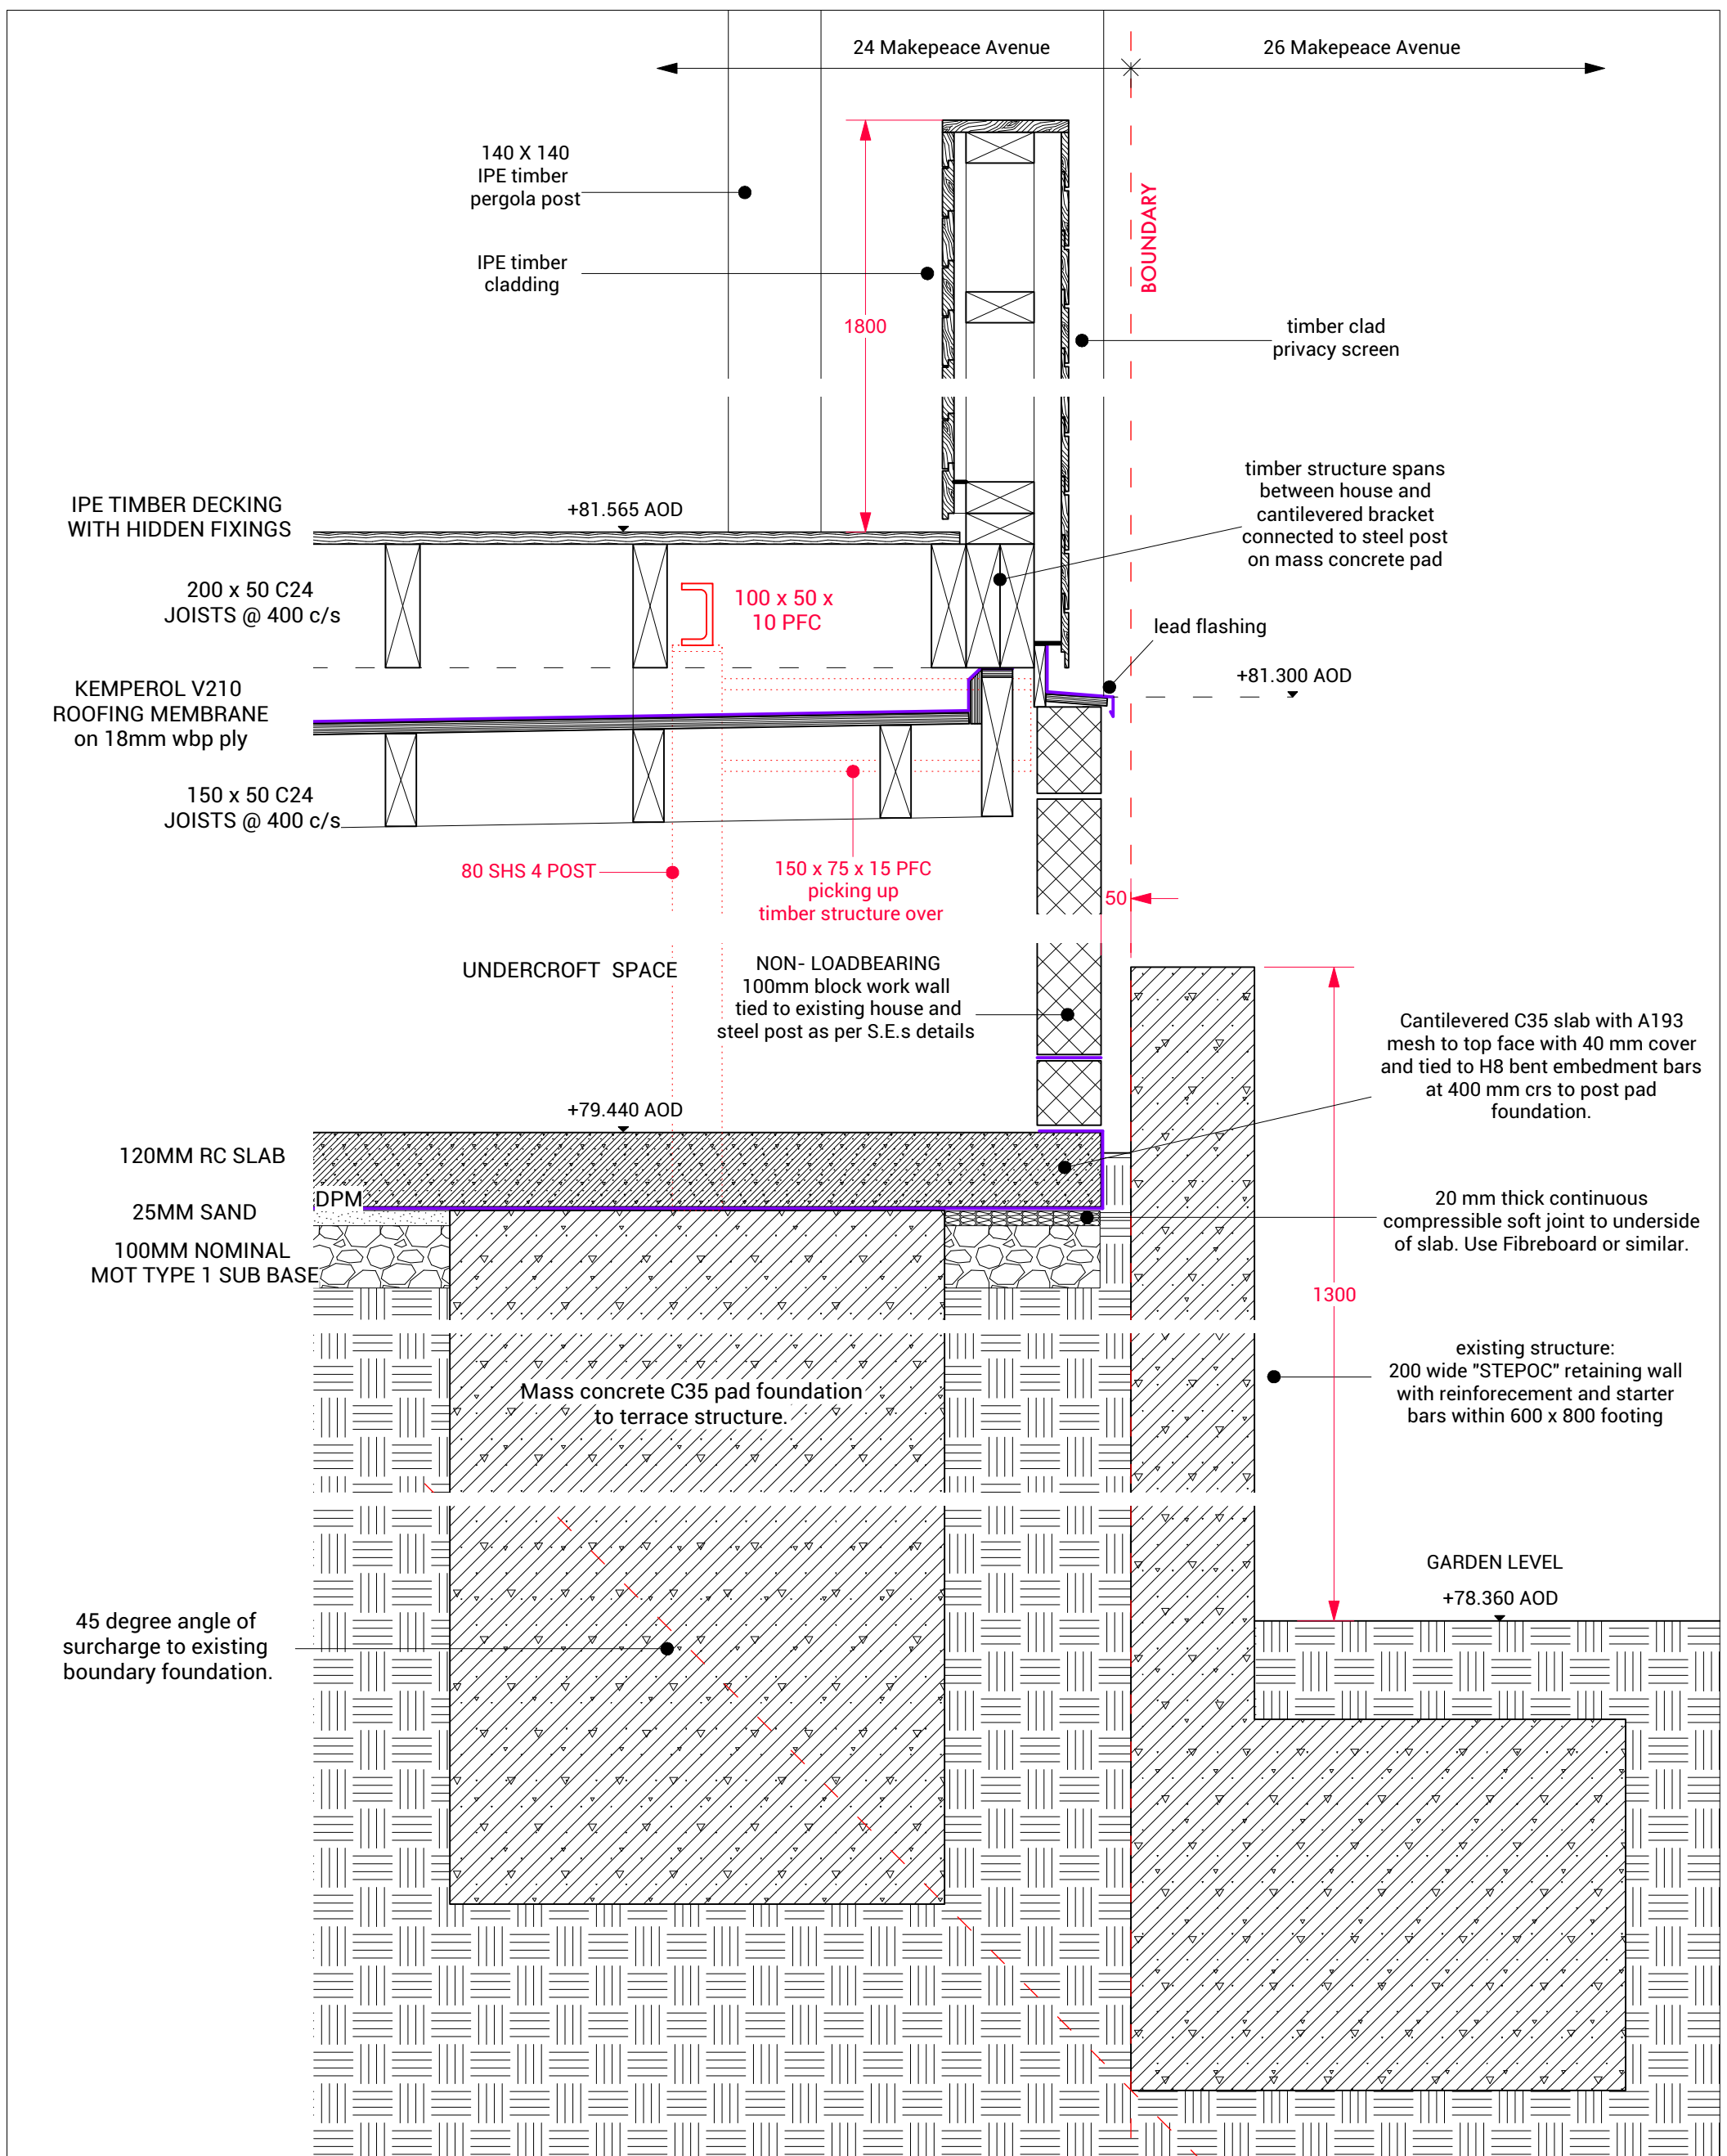 24 Makepeace Avenue
26 Makepeace Avenue
140 X 140
IPE timber
pergola post
BOUNDARY
IPE timber
cladding
1800
timber clad
privacy screen
timber structure spans
between house and
cantilevered bracket
connected to steel post
on mass concrete pad
IPE TIMBER DECKING
WITH HIDDEN FIXINGS
+81.565 AOD
200 x 50 C24
JOISTS @ 400 c/s
100 x 50 x
10 PFC
lead flashing
+81.300 AOD
KEMPEROL V210
ROOFING MEMBRANE
on 18mm wbp ply
150 x 50 C24
JOISTS @ 400 c/s
80 SHS 4 POST
150 x 75 x 15 PFC
picking up
timber structure over
50
UNDERCROFT SPACE
NON- LOADBEARING
100mm block work wall
tied to existing house and
steel post as per S.E.s details
Cantilevered C35 slab with A193
mesh to top face with 40 mm cover
and tied to H8 bent embedment bars
at 400 mm crs to post pad
foundation.
+79.440 AOD
120MM RC SLAB
DPM
25MM SAND
100MM NOMINAL
MOT TYPE 1 SUB BASE
20 mm thick continuous
compressible soft joint to underside
of slab. Use Fibreboard or similar.
1300
existing structure:
200 wide "STEPOC" retaining wall
with reinforecement and starter
bars within 600 x 800 footing
Mass concrete C35 pad foundation
to terrace structure.
GARDEN LEVEL
+78.360 AOD
45 degree angle of
surcharge to existing
boundary foundation.